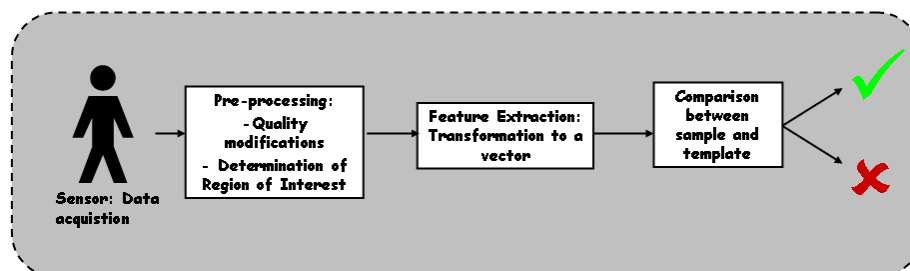 Sensor: Data
acquistion
Pre-processing:
-Quality
modifications
- Determination of
Region of Interest
Feature Extraction:
Transformation to a
vector
Comparison
between
sample and
template